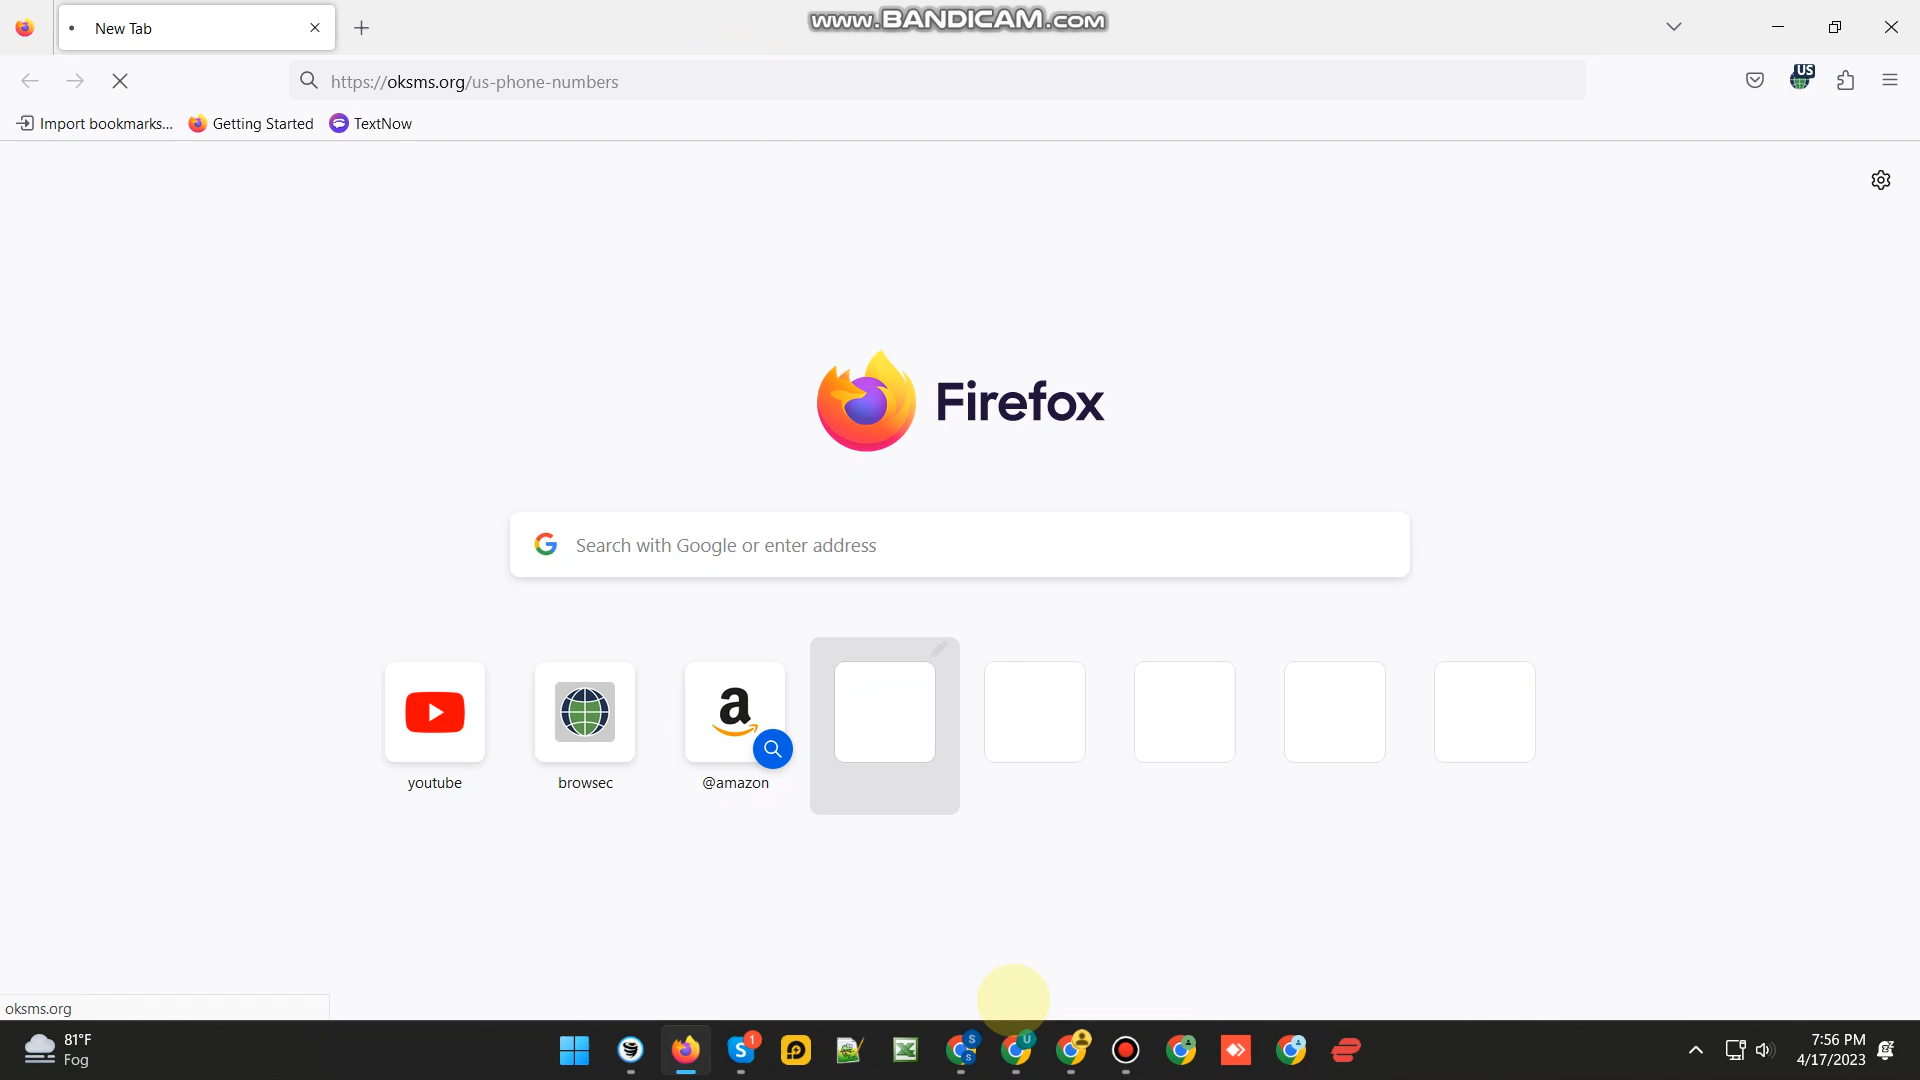 New Tab
www.BANDICAM.com
https://oksms.org/us-phone-numbers
US
Import bookmarks...
Getting Started
TextNow
Firefox
Search with Google or enter address
youtube
browsec
@amazon
oksms.org
81°F
Fog
1
S
S
U
7:56 PM
4/17/2023